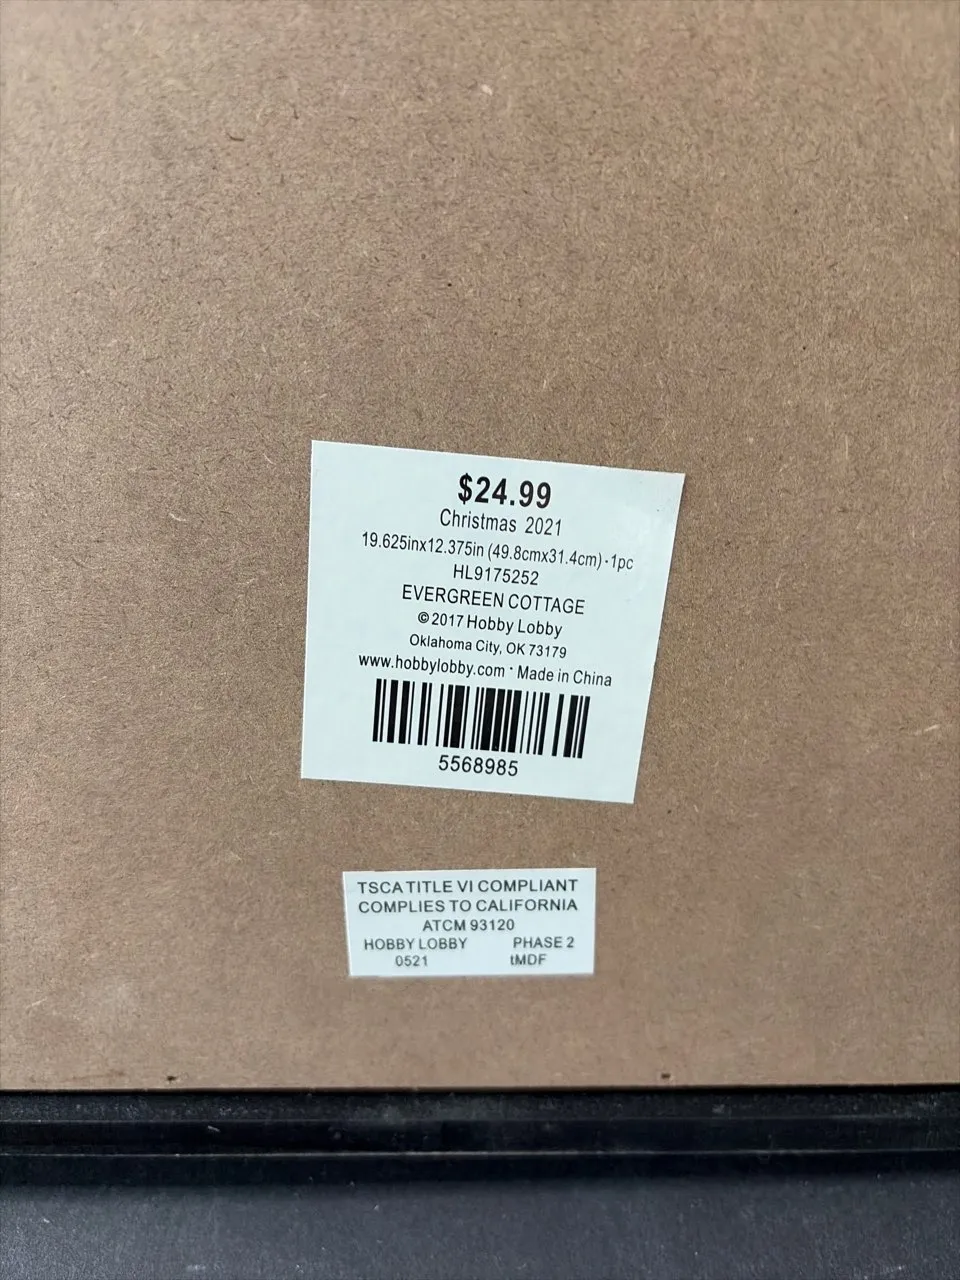 $24.99
Christmas 2021
19.625inx12.375in (49.8cmx31.4cm) - 1pc
HL9175252
EVERGREEN COTTAGE
© 2017 Hobby Lobby
Oklahoma City, OK 73179
www.hobbylobby.com · Made in China
5568985
TSCA TITLE VI COMPLIANT
COMPLIES TO CALIFORNIA
ATCM 93120
HOBBY LOBBY PHASE 2
0521 tMDF